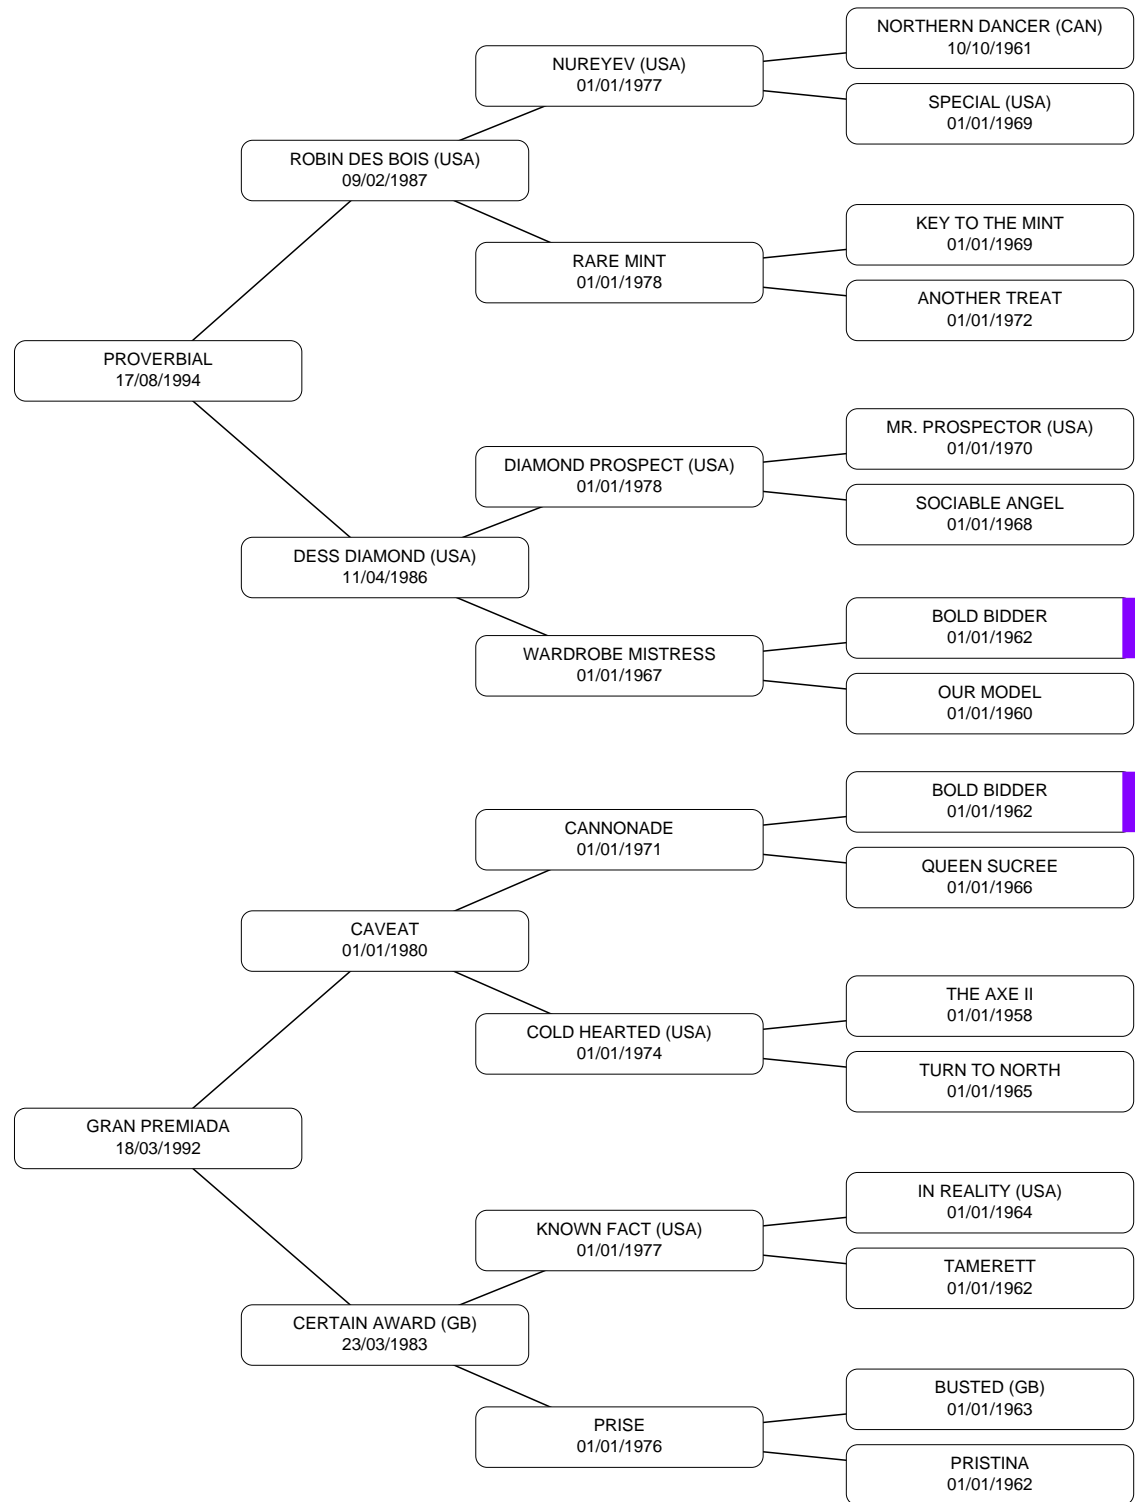 NORTHERN DANCER (CAN)
10/10/1961
NUREYEV (USA)
01/01/1977
SPECIAL (USA)
01/01/1969
ROBIN DES BOIS (USA)
09/02/1987
KEY TO THE MINT
01/01/1969
RARE MINT
01/01/1978
ANOTHER TREAT
01/01/1972
PROVERBIAL
17/08/1994
MR. PROSPECTOR (USA)
01/01/1970
DIAMOND PROSPECT (USA)
01/01/1978
SOCIABLE ANGEL
01/01/1968
DESS DIAMOND (USA)
11/04/1986
BOLD BIDDER
01/01/1962
WARDROBE MISTRESS
01/01/1967
OUR MODEL
01/01/1960
BOLD BIDDER
01/01/1962
CANNONADE
01/01/1971
QUEEN SUCREE
01/01/1966
CAVEAT
01/01/1980
THE AXE II
01/01/1958
COLD HEARTED (USA)
01/01/1974
TURN TO NORTH
01/01/1965
GRAN PREMIADA
18/03/1992
IN REALITY (USA)
01/01/1964
KNOWN FACT (USA)
01/01/1977
TAMERETT
01/01/1962
CERTAIN AWARD (GB)
23/03/1983
BUSTED (GB)
01/01/1963
PRISE
01/01/1976
PRISTINA
01/01/1962